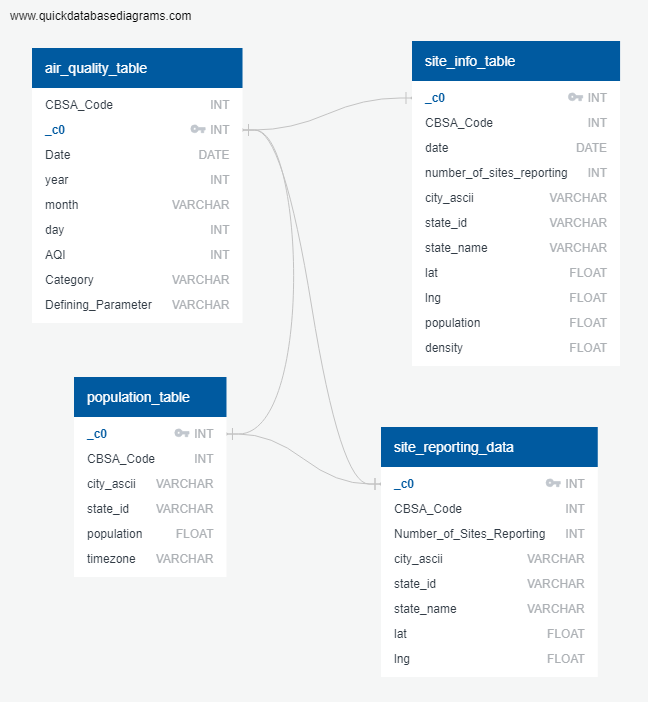 www.quickdatabasediagrams.com
air_quality_table
CBSA_Code INT
_c0 INT
Date DATE
year INT
month VARCHAR
day INT
AQI INT
Category VARCHAR
Defining_Parameter VARCHAR
site_info_table
_c0 INT
CBSA_Code INT
date DATE
number_of_sites_reporting INT
city_ascii VARCHAR
state_id VARCHAR
state_name VARCHAR
lat FLOAT
lng FLOAT
population FLOAT
density FLOAT
population_table
_c0 INT
CBSA_Code INT
city_ascii VARCHAR
state_id VARCHAR
population FLOAT
timezone VARCHAR
site_reporting_data
_c0 INT
CBSA_Code INT
Number_of_Sites_Reporting INT
city_ascii VARCHAR
state_id VARCHAR
state_name VARCHAR
lat FLOAT
lng FLOAT